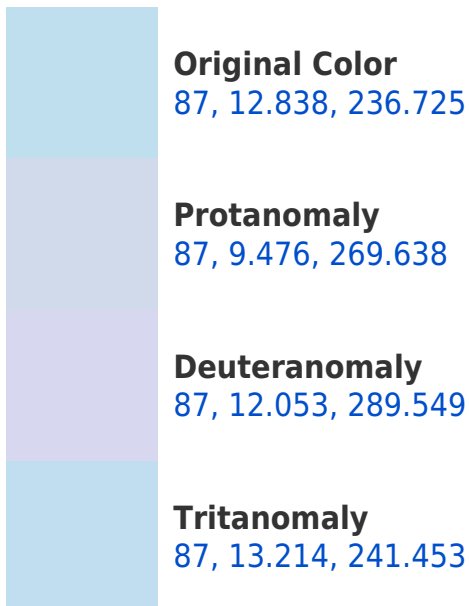 Original Color
87, 12.838, 236.725
Protanomaly
87, 9.476, 269.638
Deuteranomaly
87, 12.053, 289.549
Tritanomaly
87, 13.214, 241.453